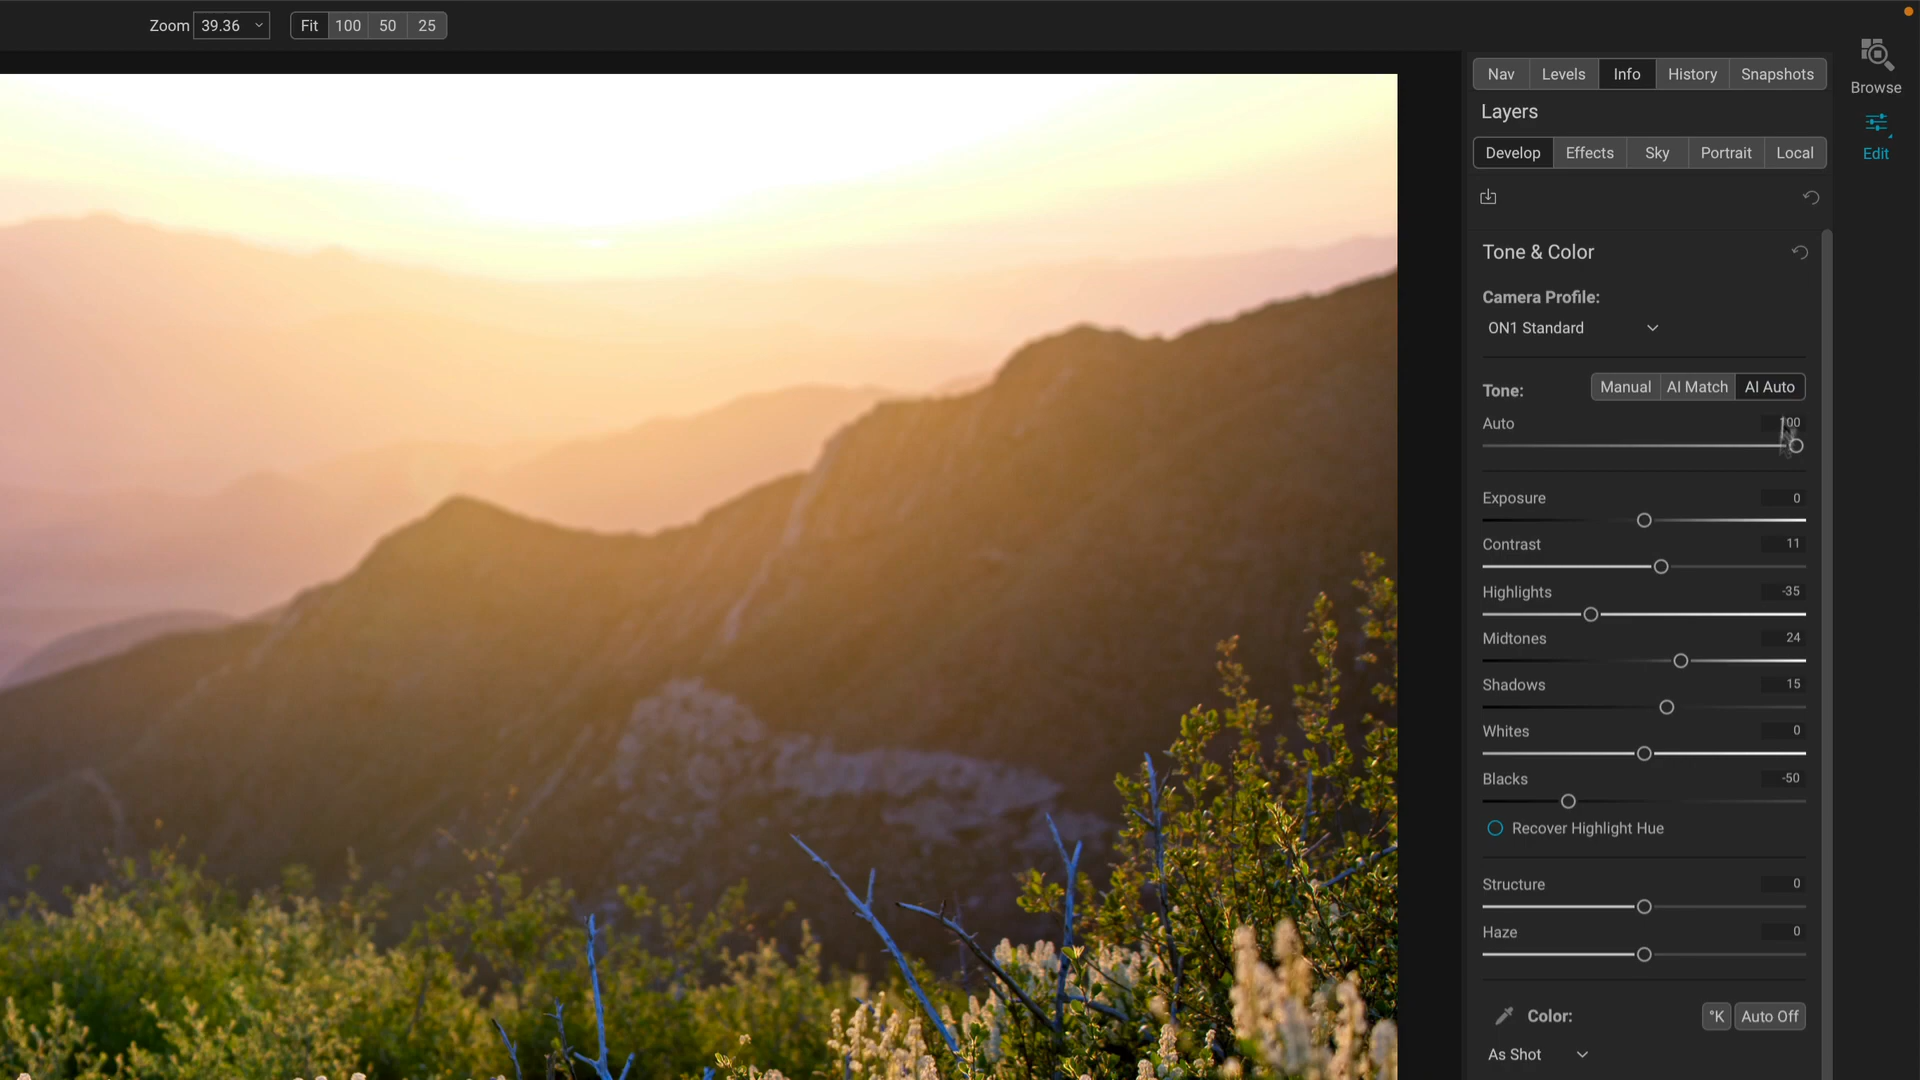 Zoom 39.36 Fit 100 50 25
Nav Levels Info History Snapshots
Browse
Layers
Edit
Develop Effects Sky Portrait Local
Tone & Color
Camera Profile:
ON1 Standard
Tone: Manual AI Match AI Auto
Auto 100
Exposure 0
Contrast 11
Highlights -35
Midtones 24
Shadows 15
Whites 0
Blacks -50
Recover Highlight Hue
Structure 0
Haze 0
Color: °K Auto Off
As Shot